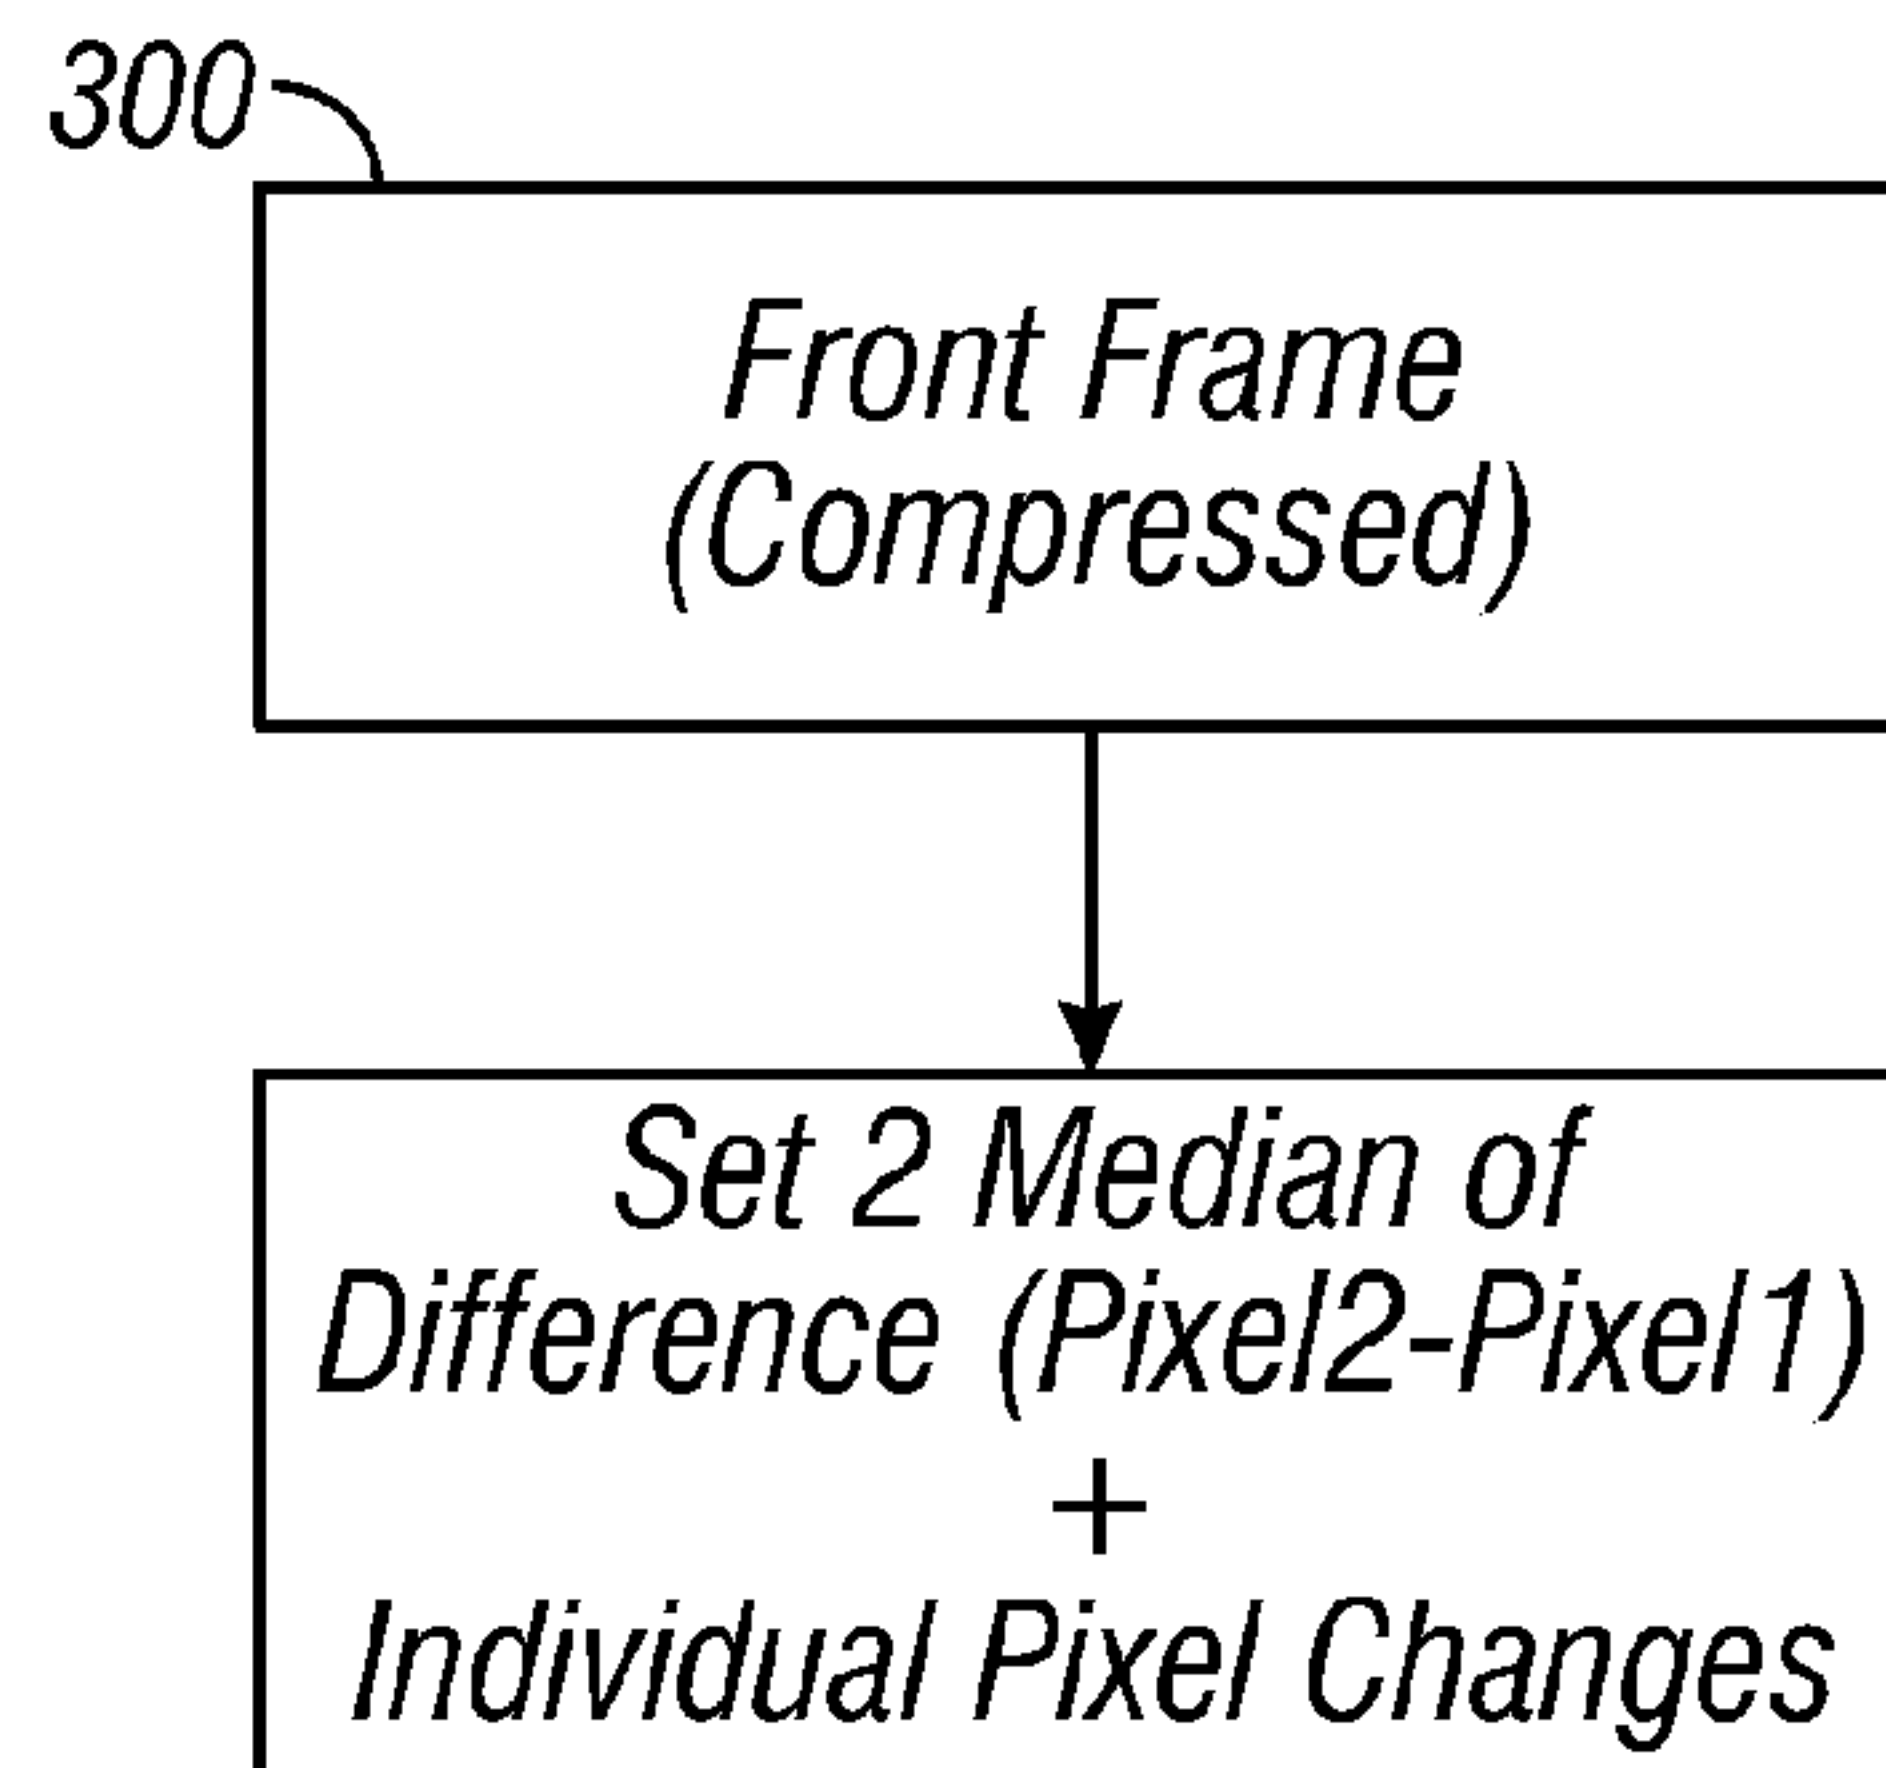 300
Front Frame
(Compressed)
Set 2 Median of
Difference (Pixel2-Pixel1)
+
Individual Pixel Changes